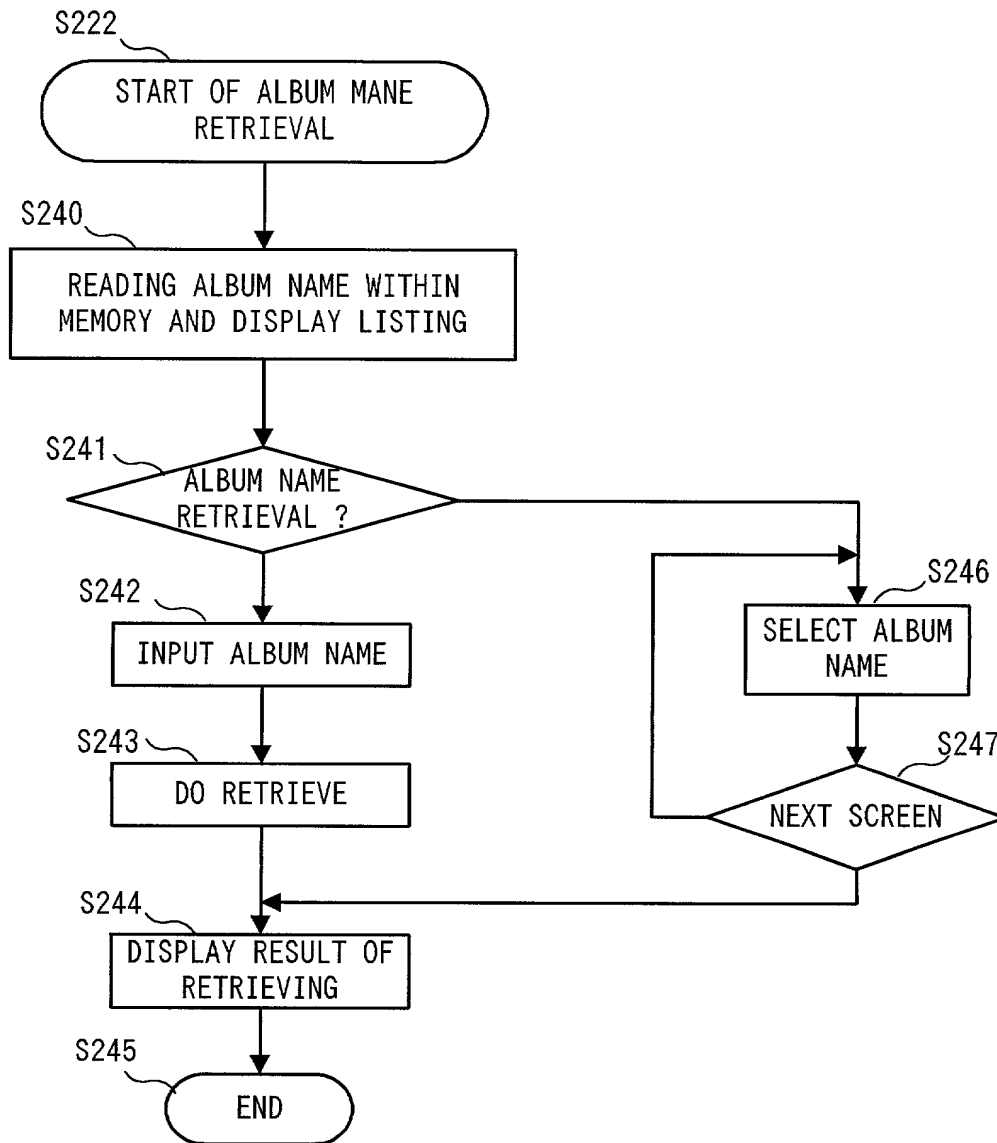 S222
START OF ALBUM MANE
RETRIEVAL
S240
READING ALBUM NAME WITHIN
MEMORY AND DISPLAY LISTING
S241
ALBUM NAME
RETRIEVAL ?
S242
INPUT ALBUM NAME
S243
DO RETRIEVE
S246
SELECT ALBUM
NAME
S247
NEXT SCREEN
S244
DISPLAY RESULT OF
RETRIEVING
S245
END